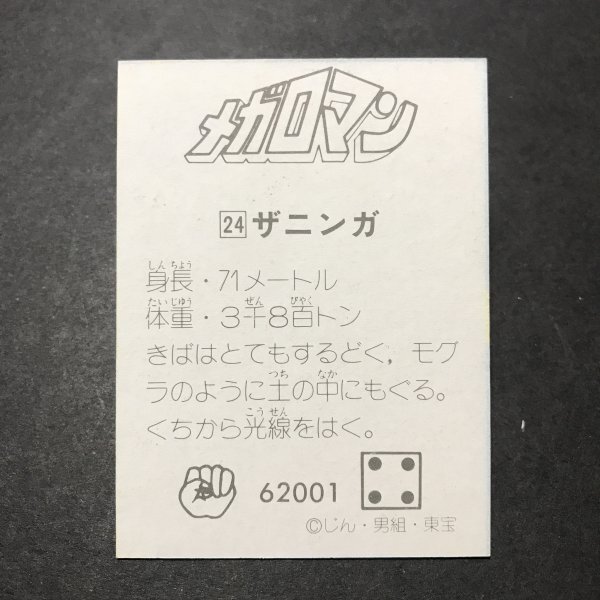 メガロマン
24 ザニンガ
身長・71メートル
体重・3千8百トン
きばはとてもするどく，モグ
ラのように土の中にもぐる。
くちから光線をはく。
62001
©じん・男組・東宝